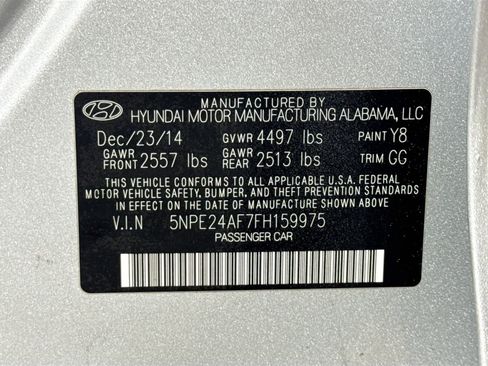 MANUFACTURED BY
HYUNDAI MOTOR MANUFACTURING ALABAMA, LLC
Dec/23/14 GVWR 4497 lbs PAINT Y8
GAWR FRONT 2557 lbs GAWR REAR 2513 lbs TRIM GG
THIS VEHICLE CONFORMS TO ALL APPLICABLE U.S.A. FEDERAL
MOTOR VEHICLE SAFETY, BUMPER, AND THEFT PREVENTION STANDARDS
IN EFFECT ON THE DATE OF MANUFACTURE SHOWN ABOVE.
V.I.N 5NPE24AF7FH159975
PASSENGER CAR